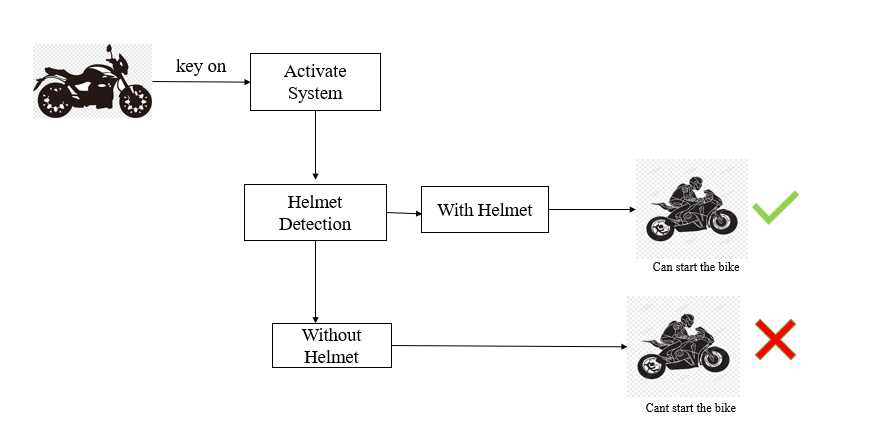 key on
Activate
System
Helmet
Detection
With Helmet
Can start the bike
Without
Helmet
Cant start the bike